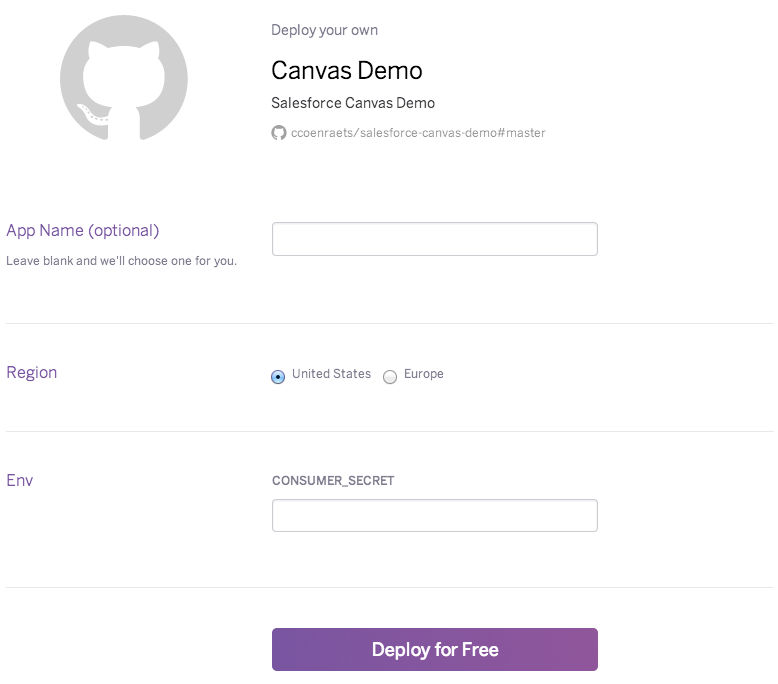 Deploy your own
Canvas Demo
Salesforce Canvas Demo
ccoenraets/salesforce-canvas-demo#master
App Name (optional)
Leave blank and we'll choose one for you.
Region
United States
Europe
Env
CONSUMER_SECRET
Deploy for Free